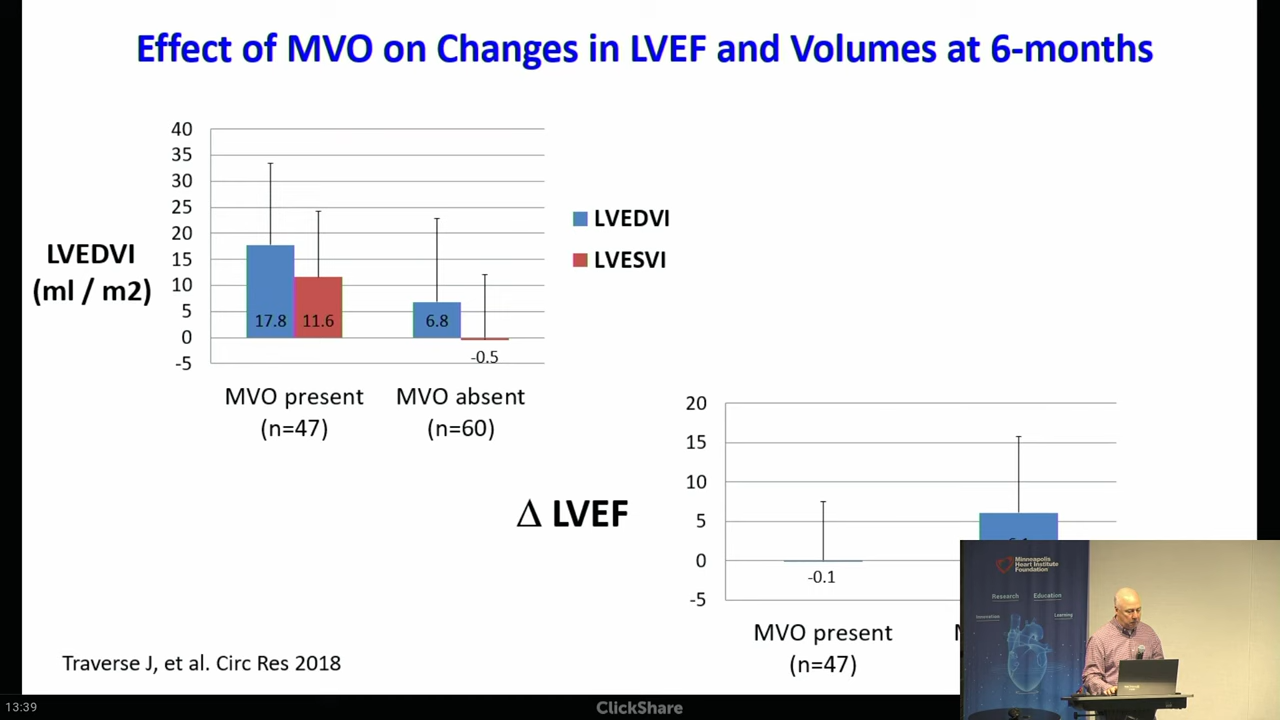 Effect of MVO on Changes in LVEF and Volumes at 6-months
40
35
30
25
20
15
10
5
0
-5
LVEDVI
(ml / m2)
17.8
11.6
6.8
-0.5
LVEDVI
LVESVI
MVO present
(n=47)
MVO absent
(n=60)
20
15
10
5
0
-5
Δ LVEF
-0.1
MVO present
(n=47)
Traverse J, et al. Circ Res 2018
Minneapolis
Heart Institute
Foundation
Research
Education
Innovation
Learning
13:39
ClickShare